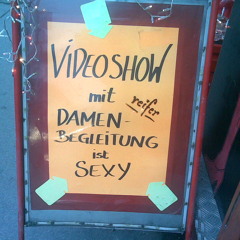 VIDEOSHOW
mit
reifer
DAMEN-
BEGLEITUNG
ist
SEXY